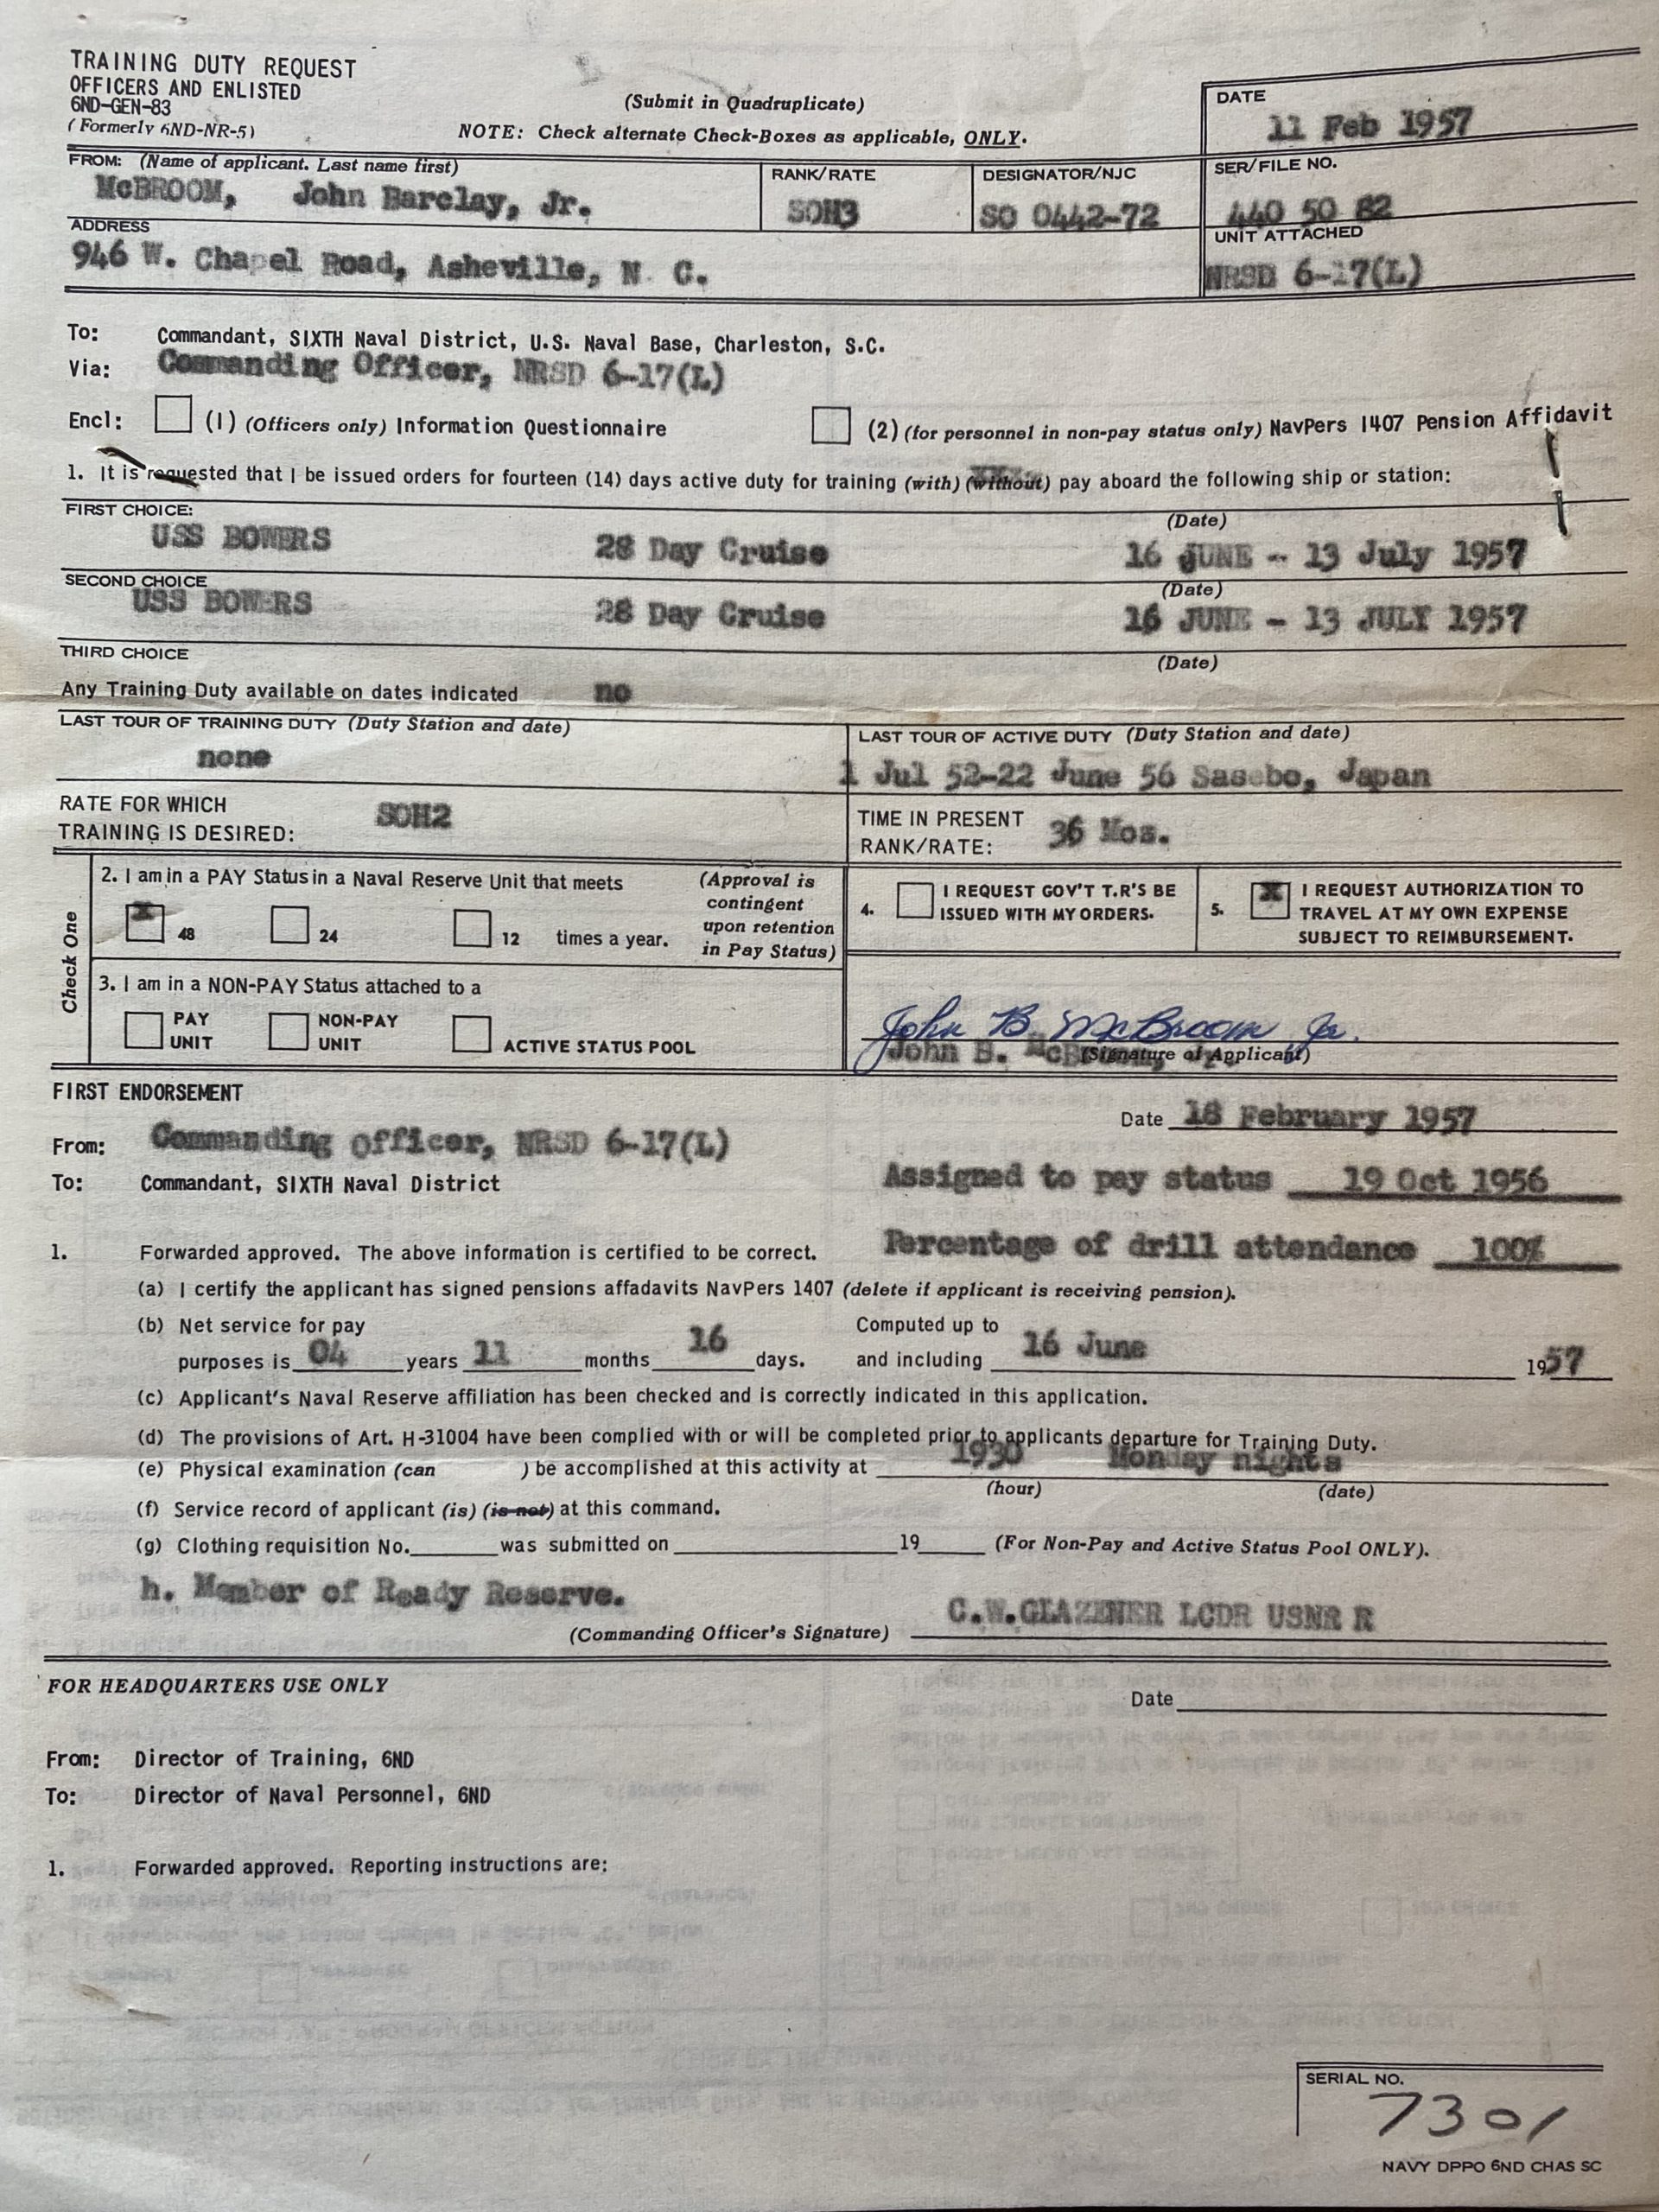 TRAINING DUTY REQUEST
OFFICERS AND ENLISTED
6ND-GEN-83
(Formerly 6ND-NR-5)
(Submit in Quadruplicate)
NOTE: Check alternate Check-Boxes as applicable, ONLY.
DATE
11 Feb 1957
FROM: (Name of applicant. Last name first)
McBROOM, John Barclay, Jr.
RANK/RATE
SOH3
DESIGNATOR/NJC
SO 0442-72
SER/FILE NO.
440 50 82
ADDRESS
946 W. Chapel Road, Asheville, N. C.
UNIT ATTACHED
NRSD 6-17(L)
To: Commandant, SIXTH Naval District, U.S. Naval Base, Charleston, S.C.
Via: Commanding Officer, NRSD 6-17(L)
Encl: (1) (Officers only) Information Questionnaire (2) (for personnel in non-pay status only) NavPers 1407 Pension Affidavit
1. It is requested that I be issued orders for fourteen (14) days active duty for training (with) (without) pay aboard the following ship or station:
FIRST CHOICE: (Date)
USS BOWERS 28 Day Cruise 16 JUNE - 13 July 1957
SECOND CHOICE (Date)
USS BOWERS 28 Day Cruise 16 JUNE - 13 JULY 1957
THIRD CHOICE (Date)
Any Training Duty available on dates indicated no
LAST TOUR OF TRAINING DUTY (Duty Station and date)
none
LAST TOUR OF ACTIVE DUTY (Duty Station and date)
1 Jul 52-22 June 56 Sasebo, Japan
RATE FOR WHICH
TRAINING IS DESIRED: SOH2
TIME IN PRESENT
RANK/RATE: 36 Mos.
Check One
2. I am in a PAY Status in a Naval Reserve Unit that meets
X 48 24 12 times a year.
(Approval is
contingent
upon retention
in Pay Status)
3. I am in a NON-PAY Status attached to a
PAY
UNIT
NON-PAY
UNIT
ACTIVE STATUS POOL
4. I REQUEST GOV'T T.R'S BE
ISSUED WITH MY ORDERS.
5. X I REQUEST AUTHORIZATION TO
TRAVEL AT MY OWN EXPENSE
SUBJECT TO REIMBURSEMENT.
John B. McBroom Jr.
John B. McBroom, Jr.
(Signature of Applicant)
FIRST ENDORSEMENT
Date 18 February 1957
From: Commanding Officer, NRSD 6-17(L)
To: Commandant, SIXTH Naval District
Assigned to pay status 19 Oct 1956
1. Forwarded approved. The above information is certified to be correct.
Percentage of drill attendance 100%
(a) I certify the applicant has signed pensions affadavits NavPers 1407 (delete if applicant is receiving pension).
(b) Net service for pay
purposes is 04 years 11 months 16 days.
Computed up to
and including 16 June 1957
(c) Applicant's Naval Reserve affiliation has been checked and is correctly indicated in this application.
(d) The provisions of Art. H-31004 have been complied with or will be completed prior to applicants departure for Training Duty.
(e) Physical examination (can ) be accomplished at this activity at 1930 Monday nights
(hour) (date)
(f) Service record of applicant (is) (is not) at this command.
(g) Clothing requisition No. was submitted on 19 (For Non-Pay and Active Status Pool ONLY).
h. Member of Ready Reserve.
C.W.GLAZENER LCDR USNR R
(Commanding Officer's Signature)
FOR HEADQUARTERS USE ONLY
Date
From: Director of Training, 6ND
To: Director of Naval Personnel, 6ND
1. Forwarded approved. Reporting instructions are:
SERIAL NO.
7301
NAVY DPPO 6ND CHAS SC